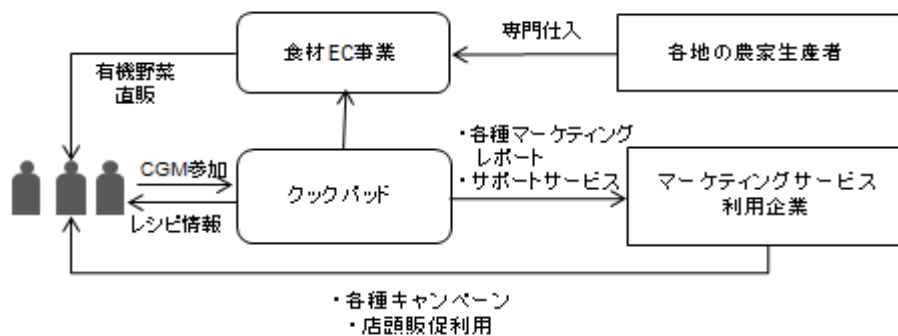 食材EC事業
専門仕入
各地の農家生産者
有機野菜
直販
・各種マーケティング
レポート
・サポートサービス
CGM参加
クックパッド
マーケティングサービス
利用企業
レシピ情報
・各種キャンペーン
・店頭販促利用